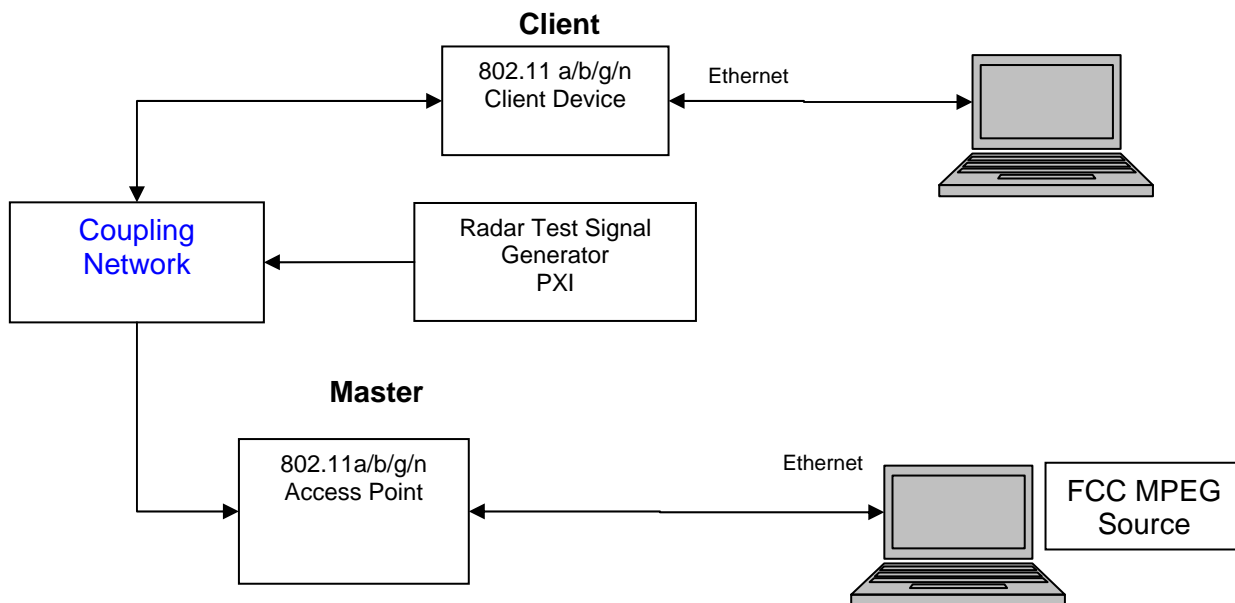 Client
802.11 a/b/g/n
Client Device
Ethernet
Coupling
Network
Radar Test Signal
Generator
PXI
Master
802.11a/b/g/n
Access Point
Ethernet
FCC MPEG
Source